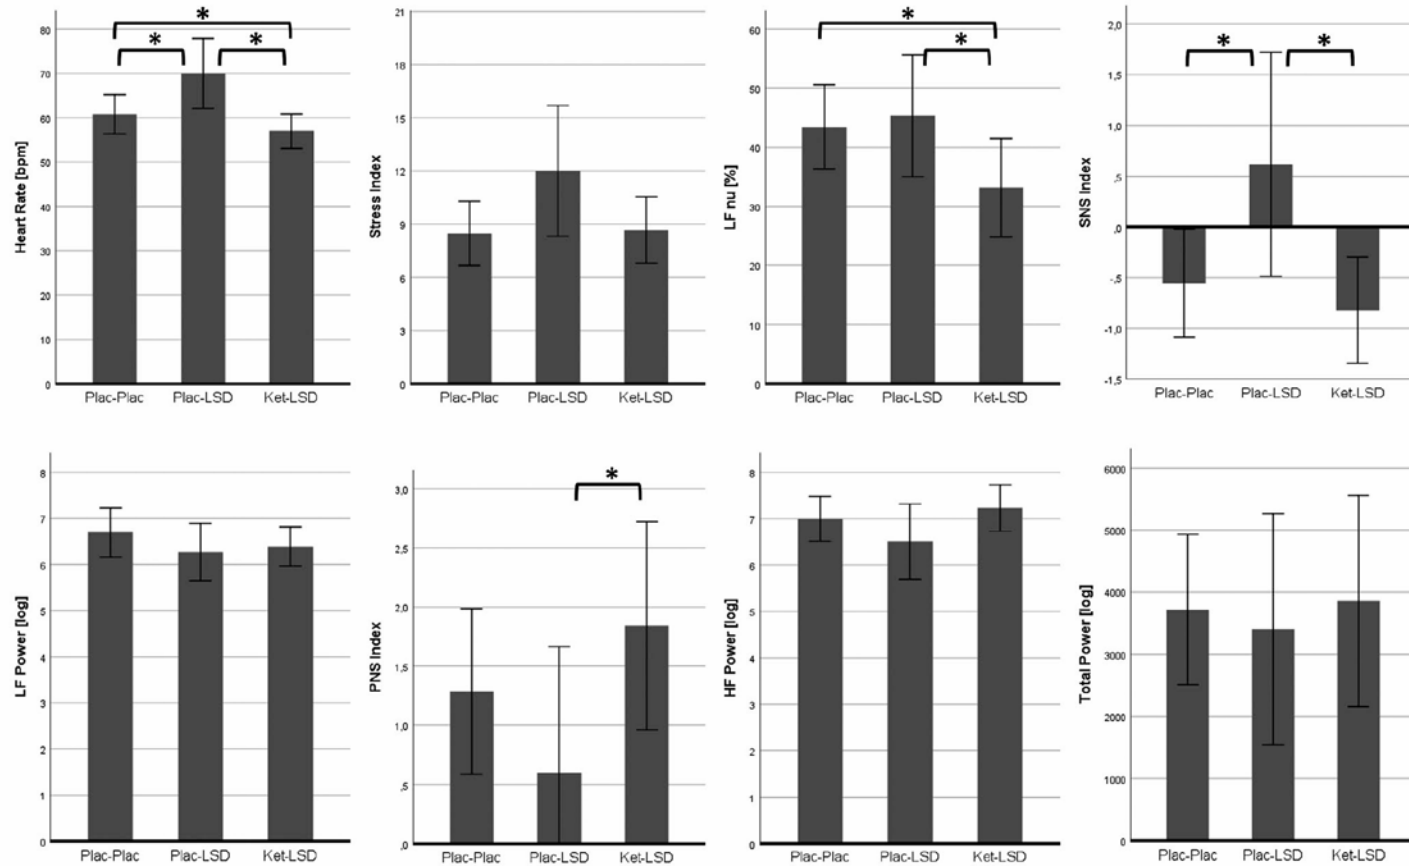 *
*
*
Heart Rate [bpm]
80
70
60
50
40
30
20
10
0
Plac-Plac
Plac-LSD
Ket-LSD
Stress Index
21
18
15
12
9
6
3
0
Plac-Plac
Plac-LSD
Ket-LSD
*
*
LF nu [%]
60
50
40
30
20
10
0
Plac-Plac
Plac-LSD
Ket-LSD
*
*
SNS Index
2,0
1,5
1,0
,5
,0
-,5
-1,0
-1,5
Plac-Plac
Plac-LSD
Ket-LSD
LF Power [log]
8
7
6
5
4
3
2
1
0
Plac-Plac
Plac-LSD
Ket-LSD
*
PNS Index
3,0
2,5
2,0
1,5
1,0
,5
,0
Plac-Plac
Plac-LSD
Ket-LSD
HF Power [log]
8
7
6
5
4
3
2
1
0
Plac-Plac
Plac-LSD
Ket-LSD
Total Power [log]
6000
5000
4000
3000
2000
1000
0
Plac-Plac
Plac-LSD
Ket-LSD